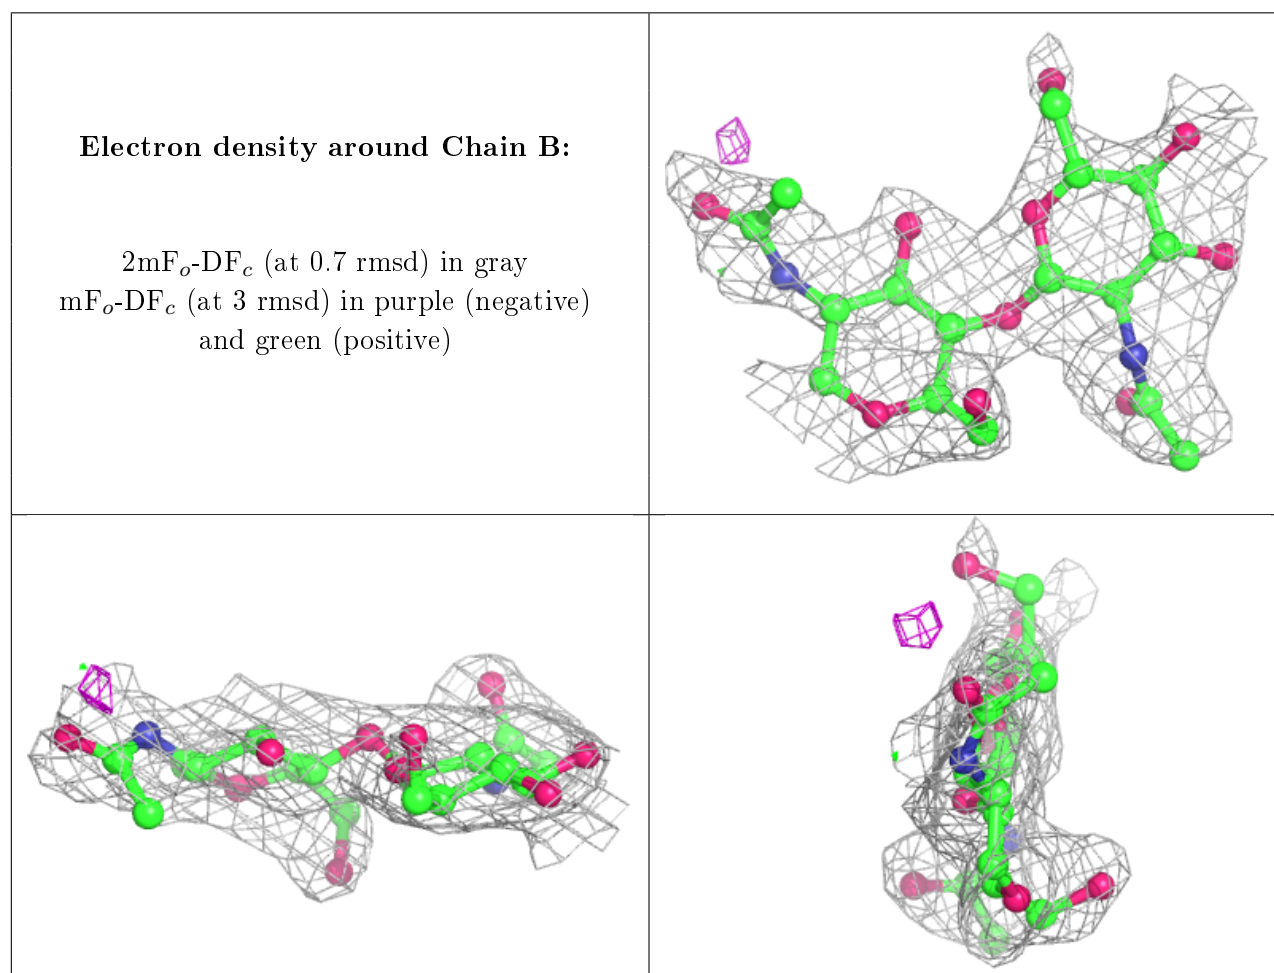 Electron density around Chain B:
2mFo-DFc (at 0.7 rmsd) in gray
mFo-DFc (at 3 rmsd) in purple (negative)
and green (positive)